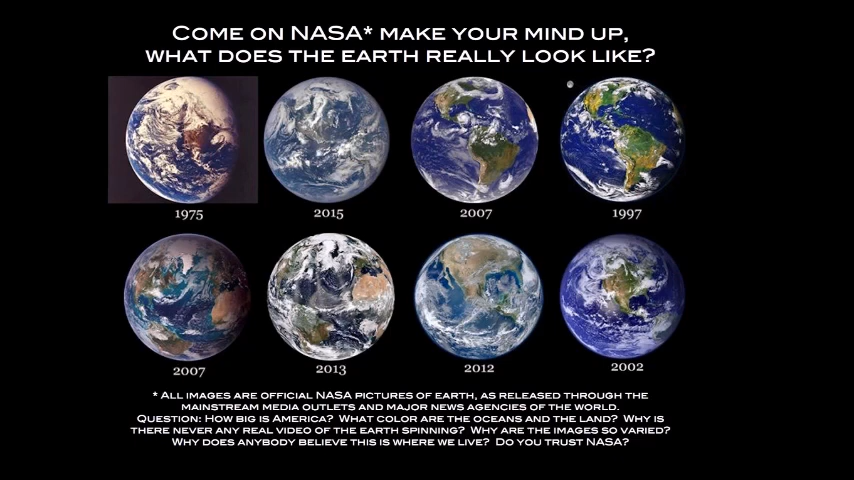 Come on NASA* make your mind up,
what does the earth really look like?
1975
2015
2007
1997
2007
2013
2012
2002
* All images are official NASA pictures of earth, as released through the
mainstream media outlets and major news agencies of the world.
Question: How big is America? What color are the oceans and the land? Why is
there never any real video of the earth spinning? Why are the images so varied?
Why does anybody believe this is where we live? Do you trust NASA?